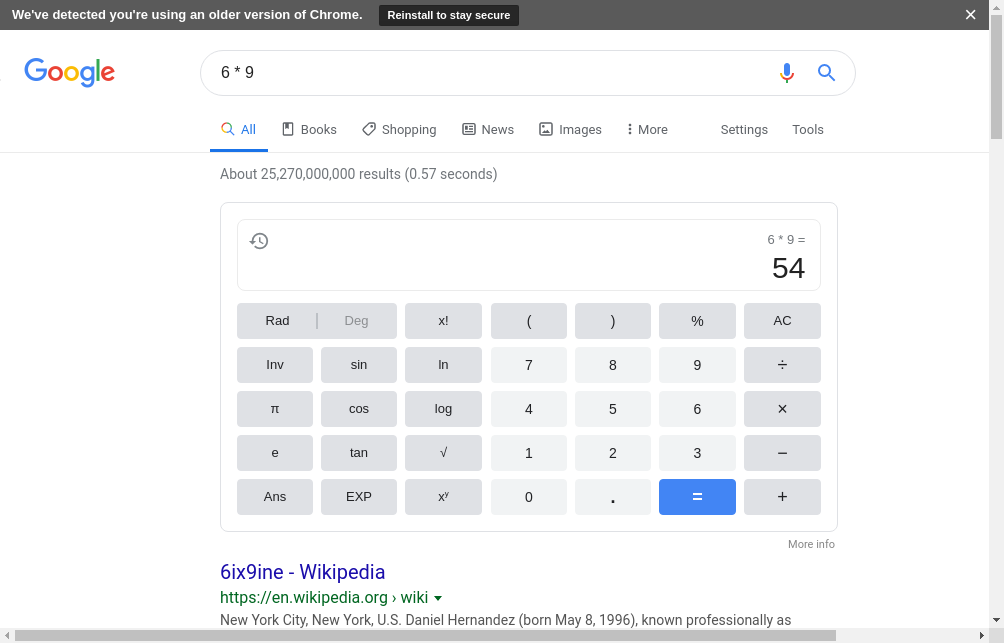 We've detected you're using an older version of Chrome. Reinstall to stay secure
Google 6 * 9
All Books Shopping News Images More Settings Tools
About 25,270,000,000 results (0.57 seconds)
6 * 9 =
54
Rad | Deg x! ( ) % AC
Inv sin ln 7 8 9 ÷
π cos log 4 5 6 ×
e tan √ 1 2 3 −
Ans EXP xʸ 0 . = +
More info
6ix9ine - Wikipedia
https://en.wikipedia.org › wiki
New York City, New York, U.S. Daniel Hernandez (born May 8, 1996), known professionally as